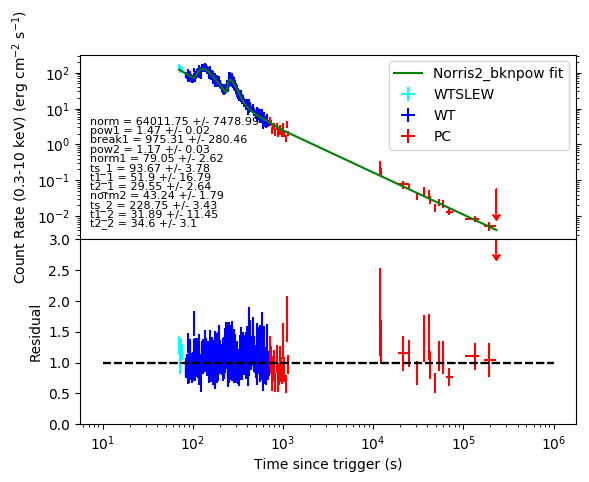 Count Rate (0.3-10 keV) (erg cm⁻² s⁻¹)
10²
10¹
10⁰
10⁻¹
10⁻²
Norris2_bknpow fit
WTSLEW
WT
PC
norm = 64011.75 +/- 7478.99
pow1 = 1.47 +/- 0.02
break1 = 975.31 +/- 280.46
pow2 = 1.17 +/- 0.03
norm1 = 79.05 +/- 2.62
ts_1 = 93.67 +/- 3.78
t1_1 = 51.9 +/- 16.79
t2_1 = 29.55 +/- 2.64
norm2 = 43.24 +/- 1.79
ts_2 = 228.75 +/- 3.43
t1_2 = 31.89 +/- 11.45
t2_2 = 34.6 +/- 3.1
Residual
3.0
2.5
2.0
1.5
1.0
0.5
0.0
10¹ 10² 10³ 10⁴ 10⁵ 10⁶
Time since trigger (s)